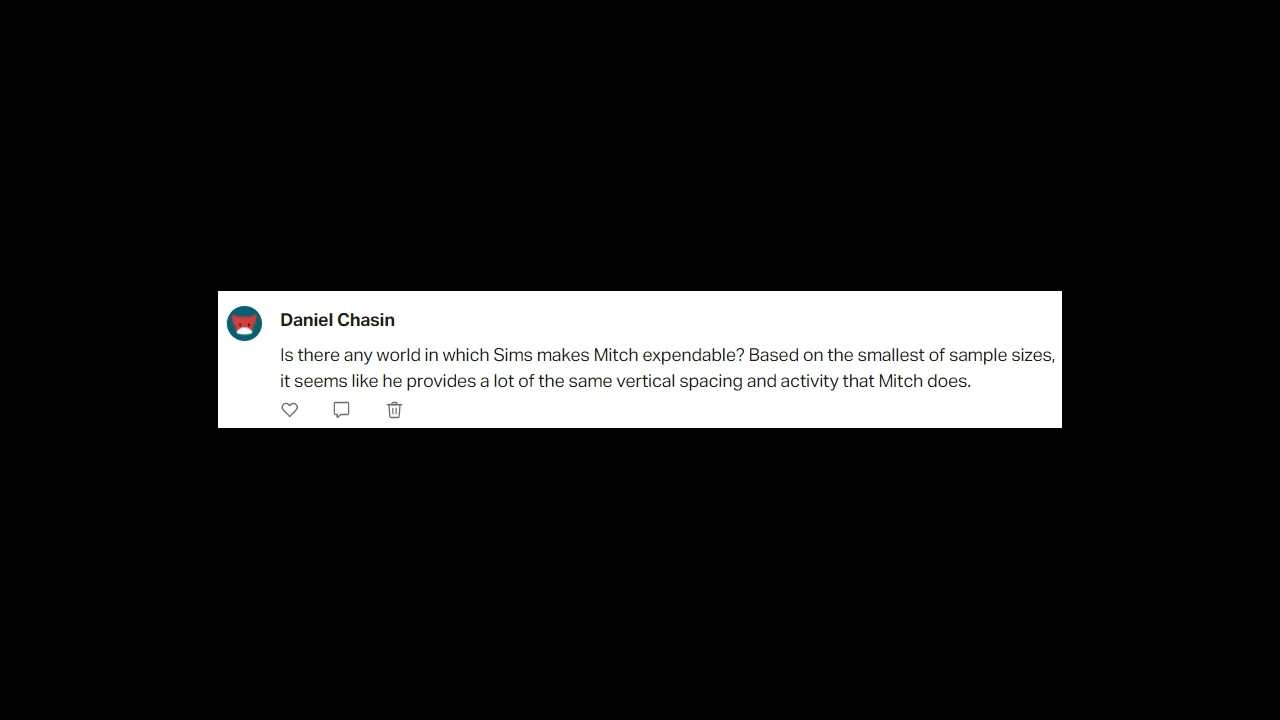 Daniel Chasin
Is there any world in which Sims makes Mitch expendable? Based on the smallest of sample sizes,
it seems like he provides a lot of the same vertical spacing and activity that Mitch does.